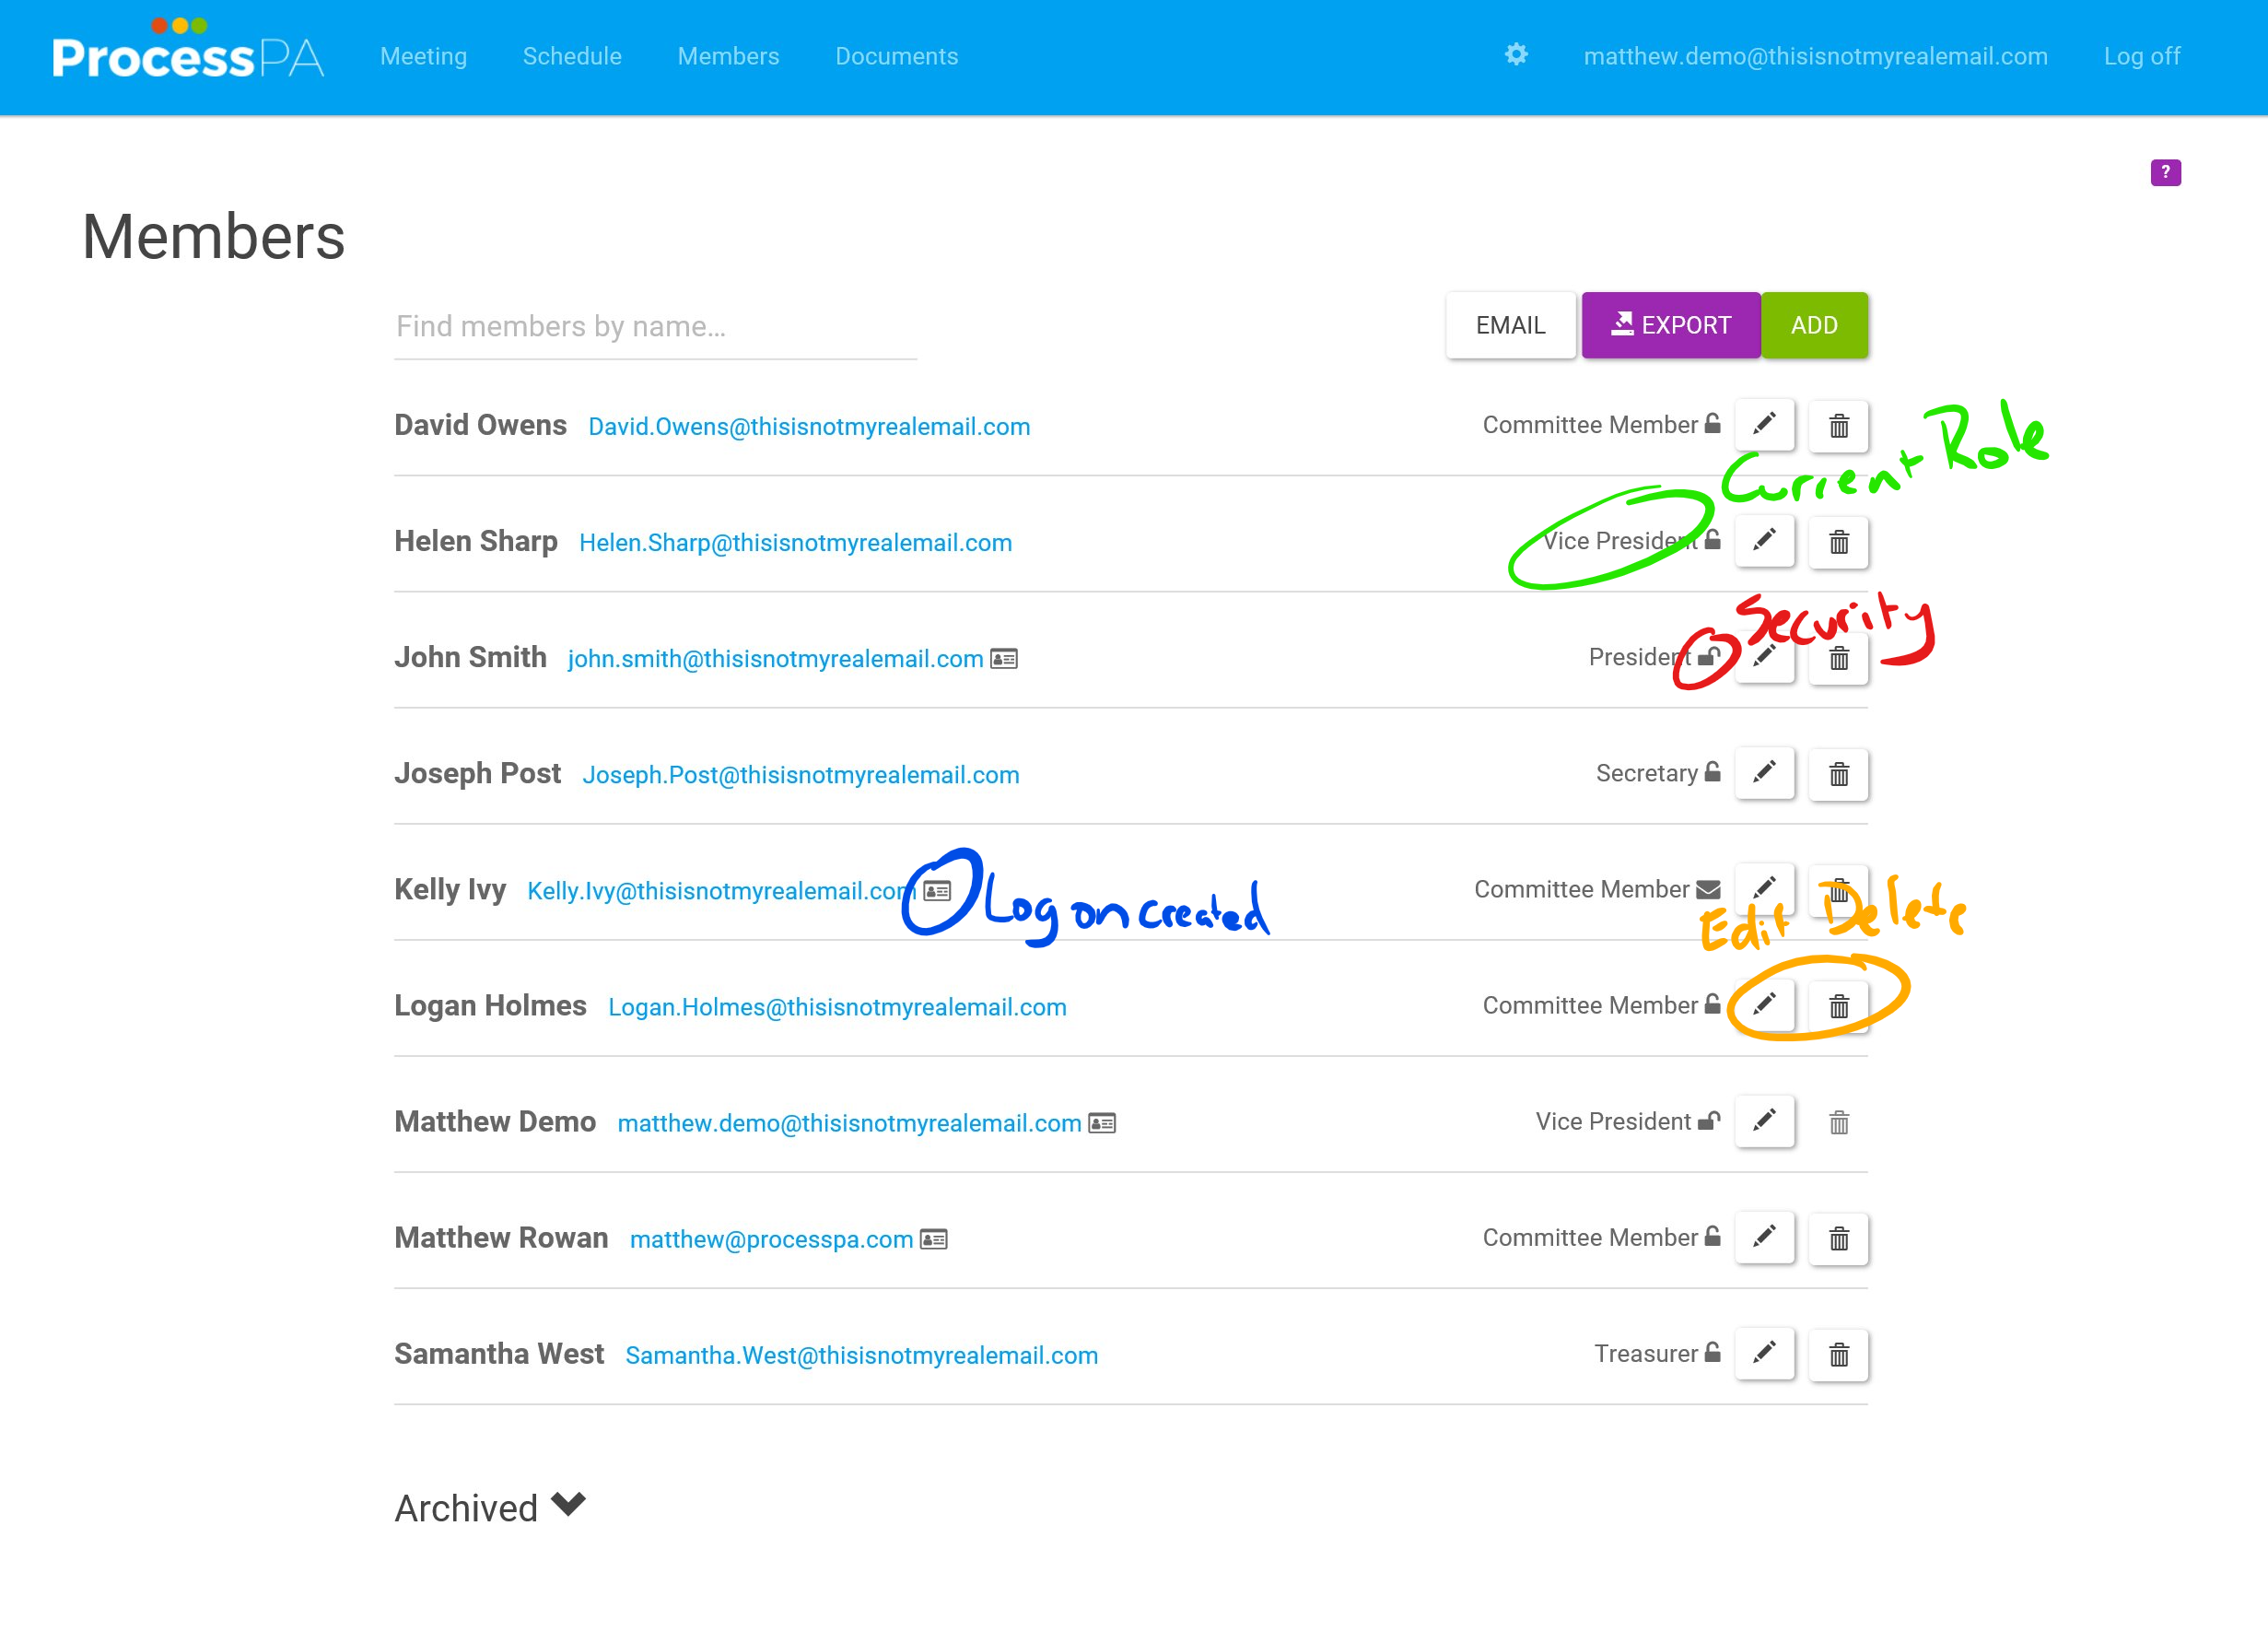 ProcessPA Meeting Schedule Members Documents matthew.demo@thisisnotmyrealemail.com Log off
?
Members
Find members by name... EMAIL EXPORT ADD
David Owens David.Owens@thisisnotmyrealemail.com Committee Member
Current Role
Helen Sharp Helen.Sharp@thisisnotmyrealemail.com Vice President
Security
John Smith john.smith@thisisnotmyrealemail.com President
Joseph Post Joseph.Post@thisisnotmyrealemail.com Secretary
Kelly Ivy Kelly.Ivy@thisisnotmyrealemail.com Committee Member
Log on created
Edit Delete
Logan Holmes Logan.Holmes@thisisnotmyrealemail.com Committee Member
Matthew Demo matthew.demo@thisisnotmyrealemail.com Vice President
Matthew Rowan matthew@processpa.com Committee Member
Samantha West Samantha.West@thisisnotmyrealemail.com Treasurer
Archived